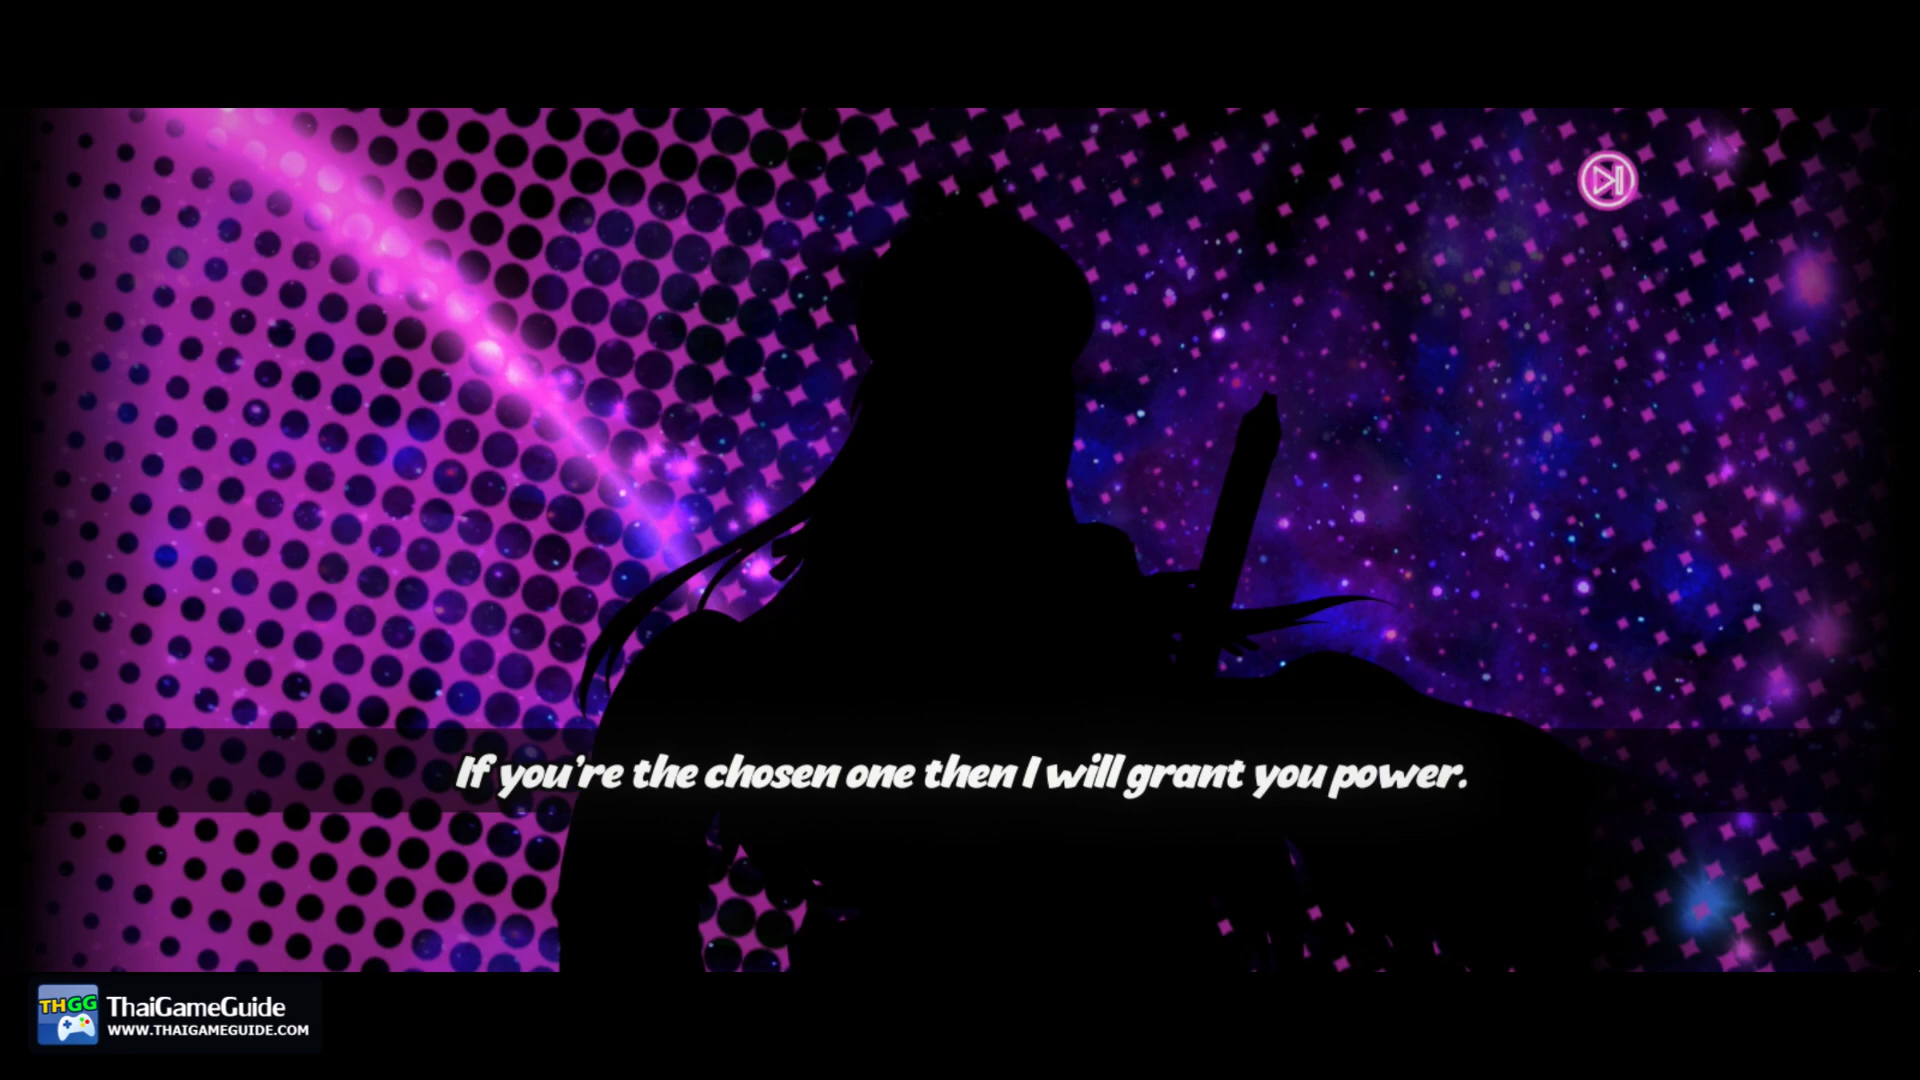 If you're the chosen one then I will grant you power.
THGG
ThaiGameGuide
WWW.THAIGAMEGUIDE.COM